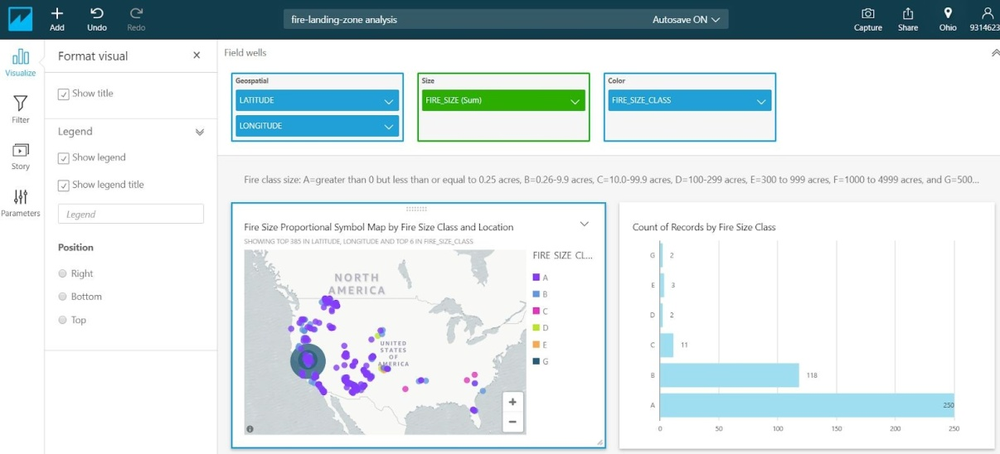 Add
Undo
Redo
fire-landing-zone analysis
Autosave ON
Capture
Share
Ohio
9314623
Visualize
Filter
Story
Parameters
Format visual
Show title
Legend
Show legend
Show legend title
Legend
Position
Right
Bottom
Top
Field wells
Geospatial
LATITUDE
LONGITUDE
Size
FIRE_SIZE (Sum)
Color
FIRE_SIZE_CLASS
Fire class size: A=greater than 0 but less than or equal to 0.25 acres, B=0.26-9.9 acres, C=10.0-99.9 acres, D=100-299 acres, E=300 to 999 acres, F=1000 to 4999 acres, and G=500...
Fire Size Proportional Symbol Map by Fire Size Class and Location
SHOWING TOP 385 IN LATITUDE, LONGITUDE AND TOP 6 IN FIRE_SIZE_CLASS
NORTH
AMERICA
UNITED
STATES
OF
AMERICA
+
−
FIRE SIZE CL...
A
B
C
D
E
G
Count of Records by Fire Size Class
G 2
E 3
D 2
C 11
B 118
A 250
0 50 100 150 200 250